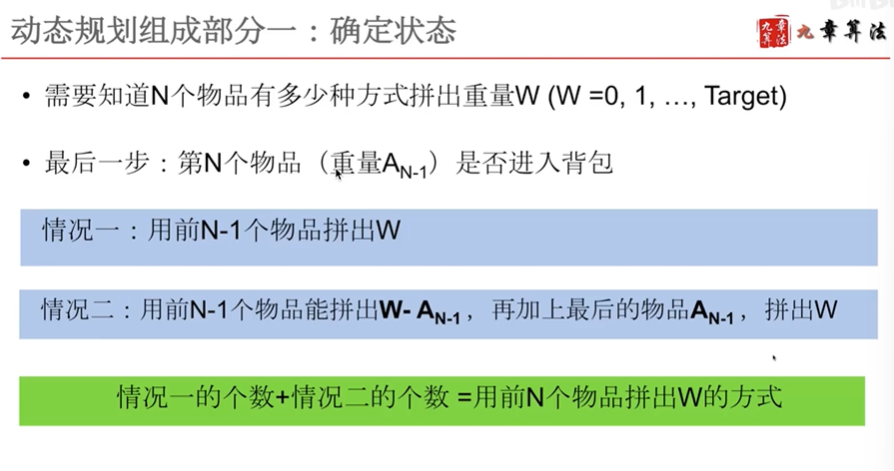 动态规划组成部分一：确定状态
九章算法
九章算法
• 需要知道N个物品有多少种方式拼出重量W (W =0, 1, …, Target)
• 最后一步：第N个物品（重量AN-1）是否进入背包
情况一：用前N-1个物品拼出W
情况二：用前N-1个物品能拼出W- AN-1，再加上最后的物品AN-1，拼出W
情况一的个数+情况二的个数 =用前N个物品拼出W的方式